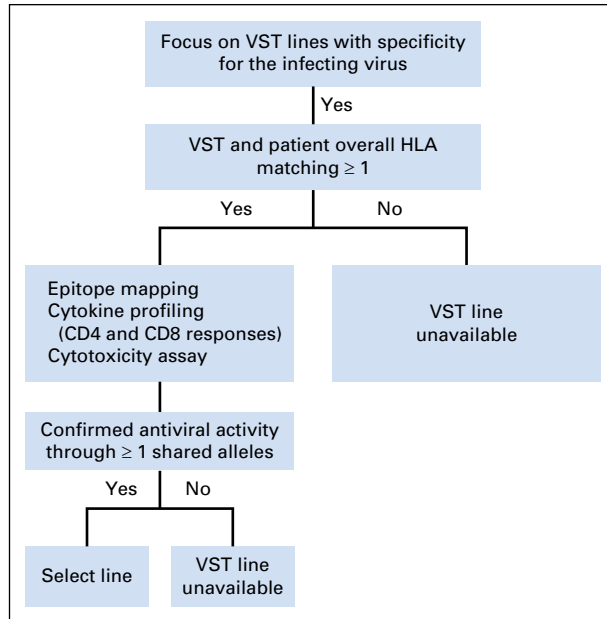 Focus on VST lines with specificity
for the infecting virus
Yes
VST and patient overall HLA
matching ≥ 1
Yes
No
Epitope mapping
Cytokine profiling
(CD4 and CD8 responses)
Cytotoxicity assay
VST line
unavailable
Confirmed antiviral activity
through ≥ 1 shared alleles
Yes
No
Select line
VST line
unavailable